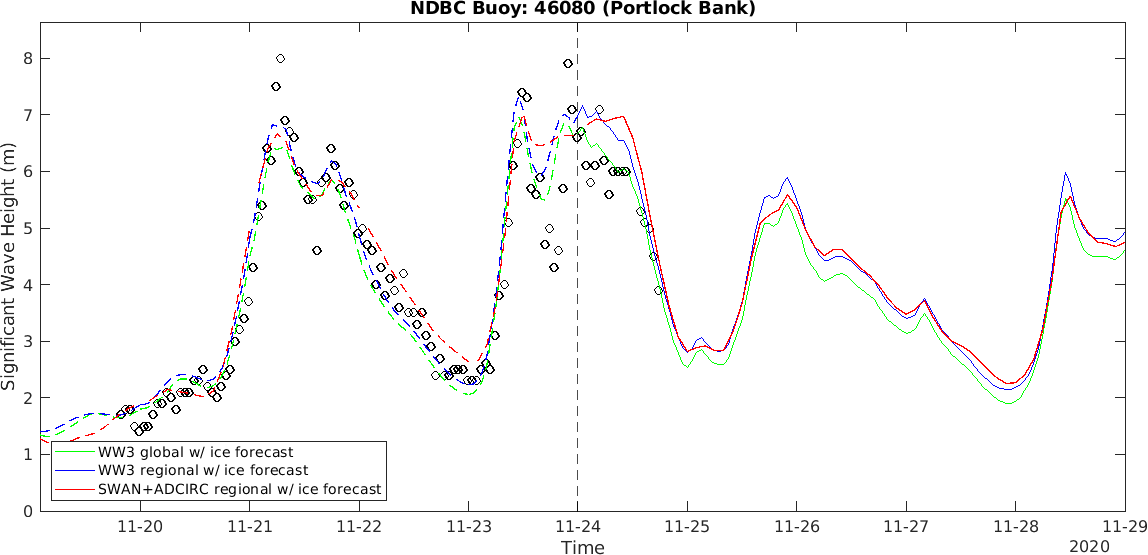 NDBC Buoy: 46080 (Portlock Bank)
8
7
6
5
4
3
2
1
0
Significant Wave Height (m)
WW3 global w/ ice forecast
WW3 regional w/ ice forecast
SWAN+ADCIRC regional w/ ice forecast
11-20 11-21 11-22 11-23 11-24 11-25 11-26 11-27 11-28 11-29
Time
2020